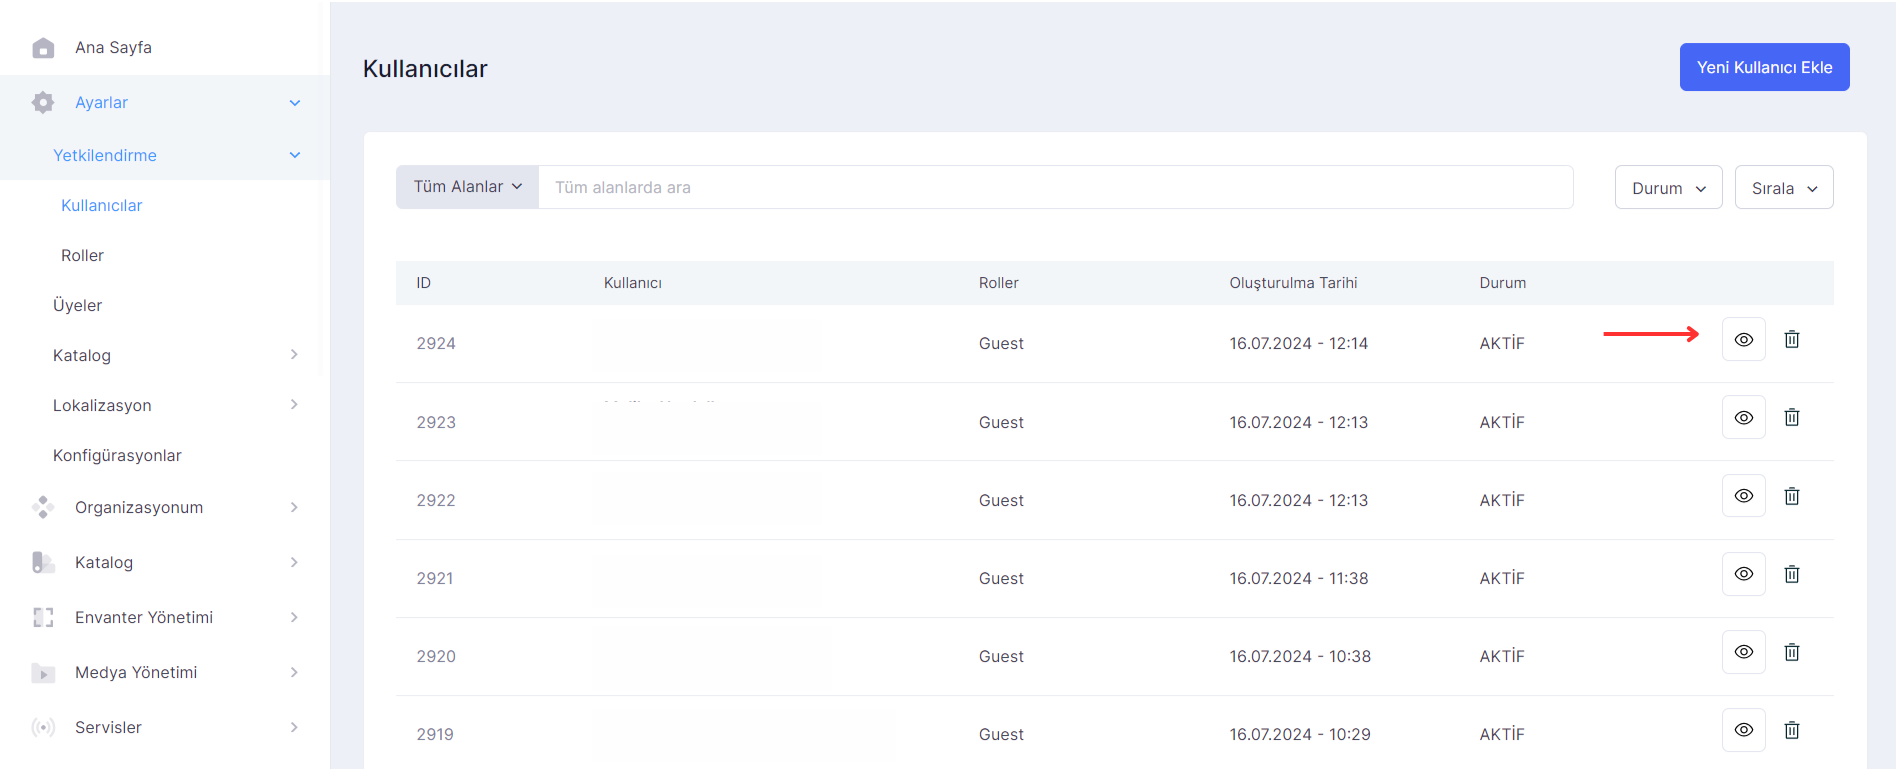 Ana Sayfa
Ayarlar
Yetkilendirme
Kullanıcılar
Roller
Üyeler
Katalog
Lokalizasyon
Konfigürasyonlar
Organizasyonum
Katalog
Envanter Yönetimi
Medya Yönetimi
Servisler
Kullanıcılar
Yeni Kullanıcı Ekle
Tüm Alanlar Tüm alanlarda ara Durum Sırala
ID Kullanıcı Roller Oluşturulma Tarihi Durum
2924 Guest 16.07.2024 - 12:14 AKTİF
2923 Guest 16.07.2024 - 12:13 AKTİF
2922 Guest 16.07.2024 - 12:13 AKTİF
2921 Guest 16.07.2024 - 11:38 AKTİF
2920 Guest 16.07.2024 - 10:38 AKTİF
2919 Guest 16.07.2024 - 10:29 AKTİF